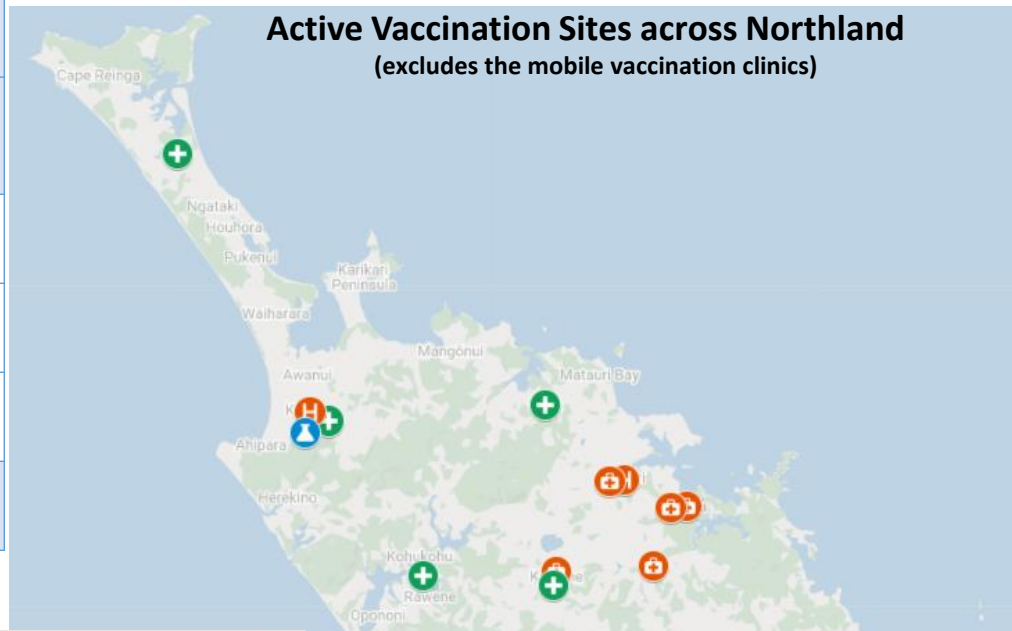 Active Vaccination Sites across Northland
(excludes the mobile vaccination clinics)
Cape Reinga
Ngataki
Houhora
Pukenui
Karikari
Peninsula
Waiharara
Mangōnui
Awanui
Matauri Bay
Ahipara
Herekino
Kohukohu
Rawene
Opononi